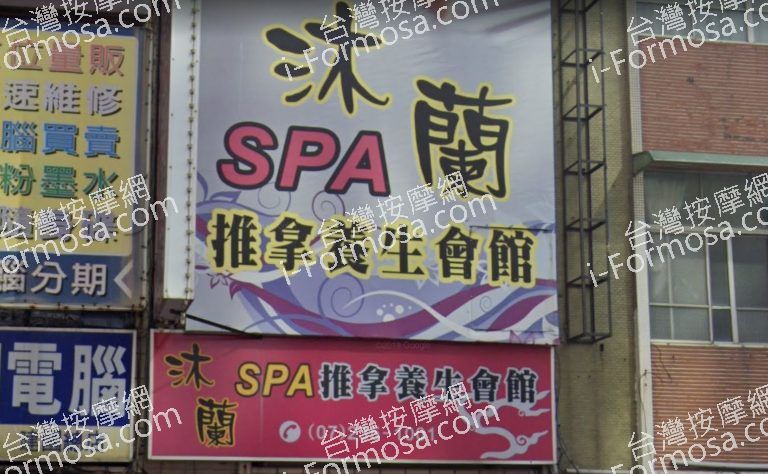 量販
速維修
腦買賣
粉墨水
腦分期
電腦
沐蘭
SPA
推拿養生會館
沐蘭
SPA推拿養生會館
(07)
台灣按摩網
i-Formosa.com